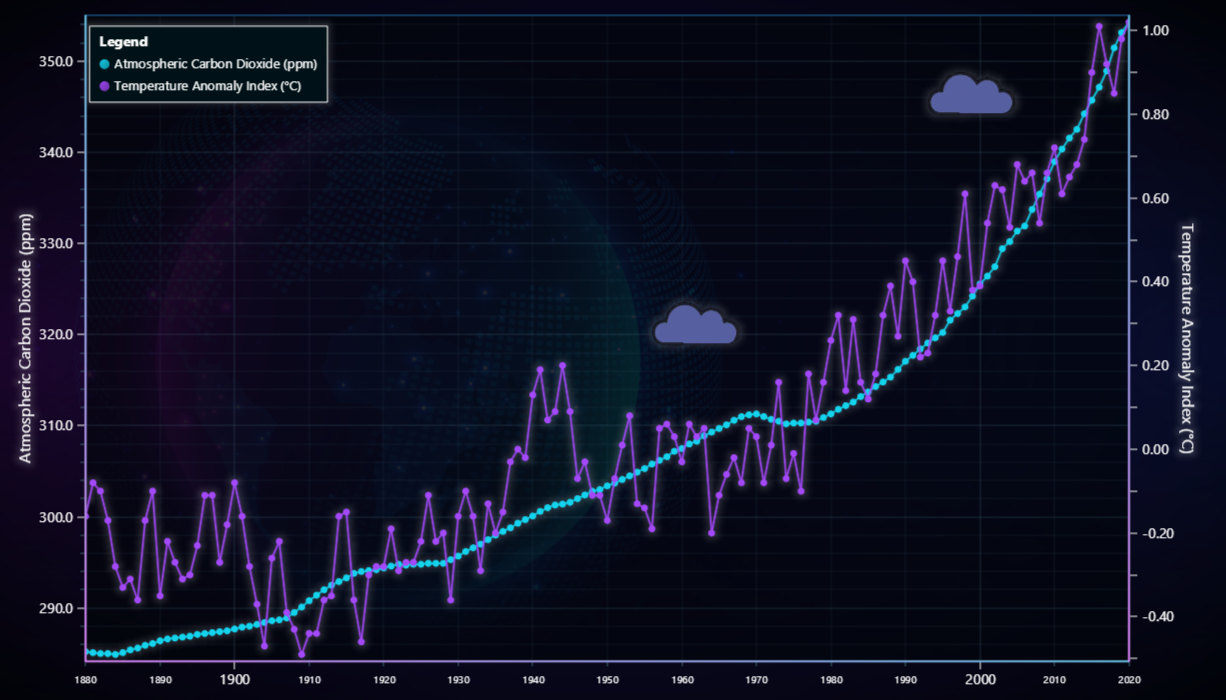 Legend
Atmospheric Carbon Dioxide (ppm)
Temperature Anomaly Index (°C)
350.0
340.0
330.0
320.0
310.0
300.0
290.0
Atmospheric Carbon Dioxide (ppm)
1.00
0.80
0.60
0.40
0.20
0.00
-0.20
-0.40
Temperature Anomaly Index (°C)
1880 1890 1900 1910 1920 1930 1940 1950 1960 1970 1980 1990 2000 2010 2020